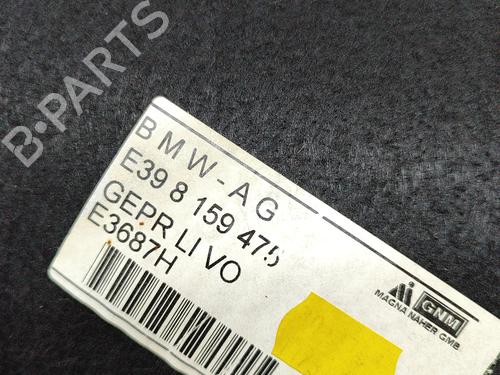 B-PARTS
BMW-AG
E39 8 159 475
GEPR LI VO
E3687H
GNM
MAGNA NAHER GMB